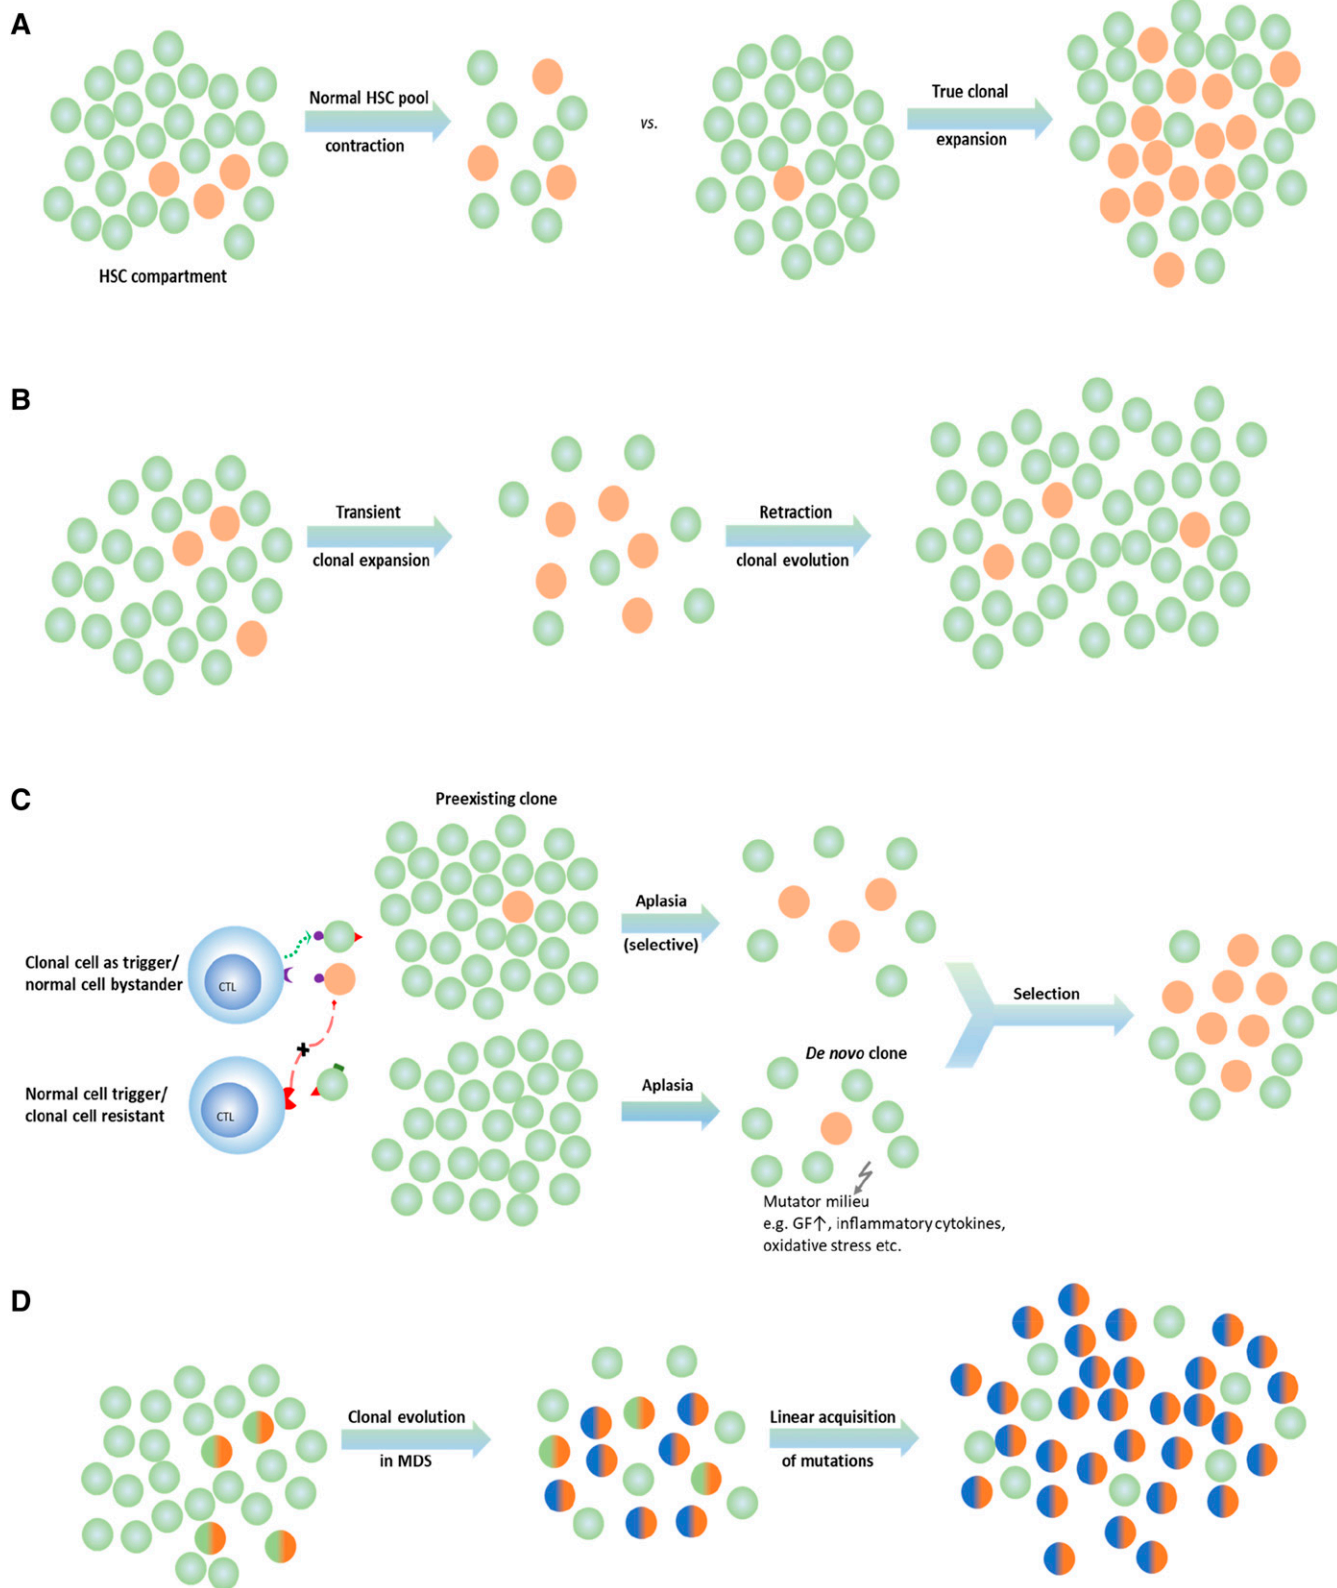 A
Normal HSC pool
contraction
vs.
True clonal
expansion
HSC compartment
B
Transient
clonal expansion
Retraction
clonal evolution
C
Preexisting clone
Clonal cell as trigger/
normal cell bystander
CTL
Aplasia
(selective)
Selection
Normal cell trigger/
clonal cell resistant
CTL
Aplasia
De novo clone
Mutator milieu
e.g. GF↑, inflammatory cytokines,
oxidative stress etc.
D
Clonal evolution
in MDS
Linear acquisition
of mutations